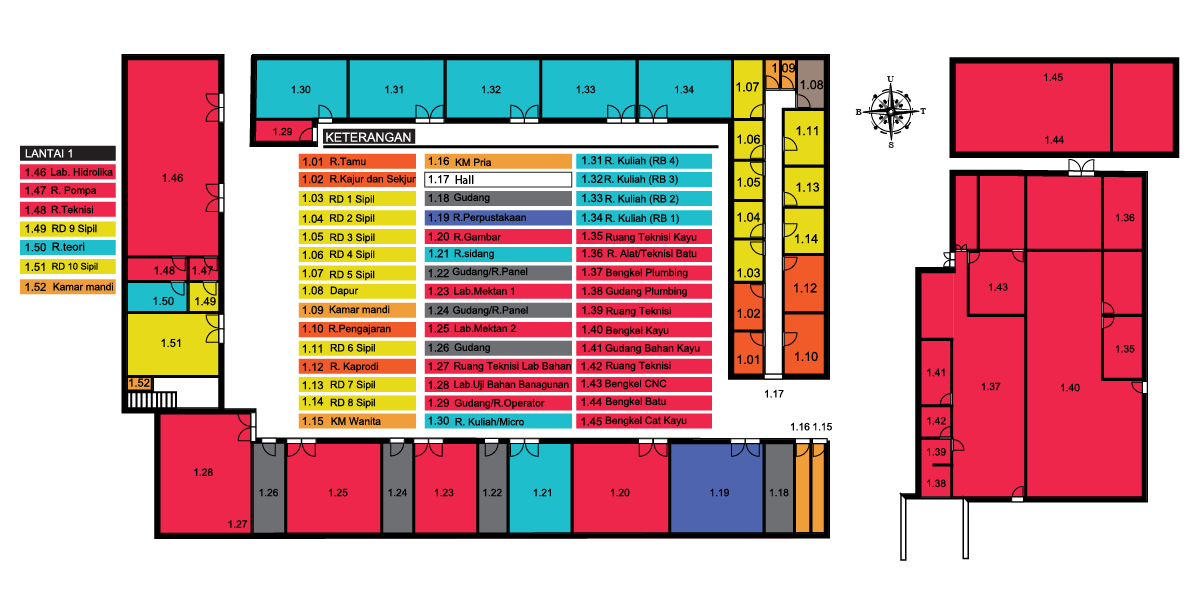 LANTAI 1
1.46 Lab. Hidrolika
1.47 R. Pompa
1.48 R.Teknisi
1.49 RD 9 Sipil
1.50 R.teori
1.51 RD 10 Sipil
1.52 Kamar mandi
KETERANGAN
1.01 R.Tamu
1.02 R.Kajur dan Sekjur
1.03 RD 1 Sipil
1.04 RD 2 Sipil
1.05 RD 3 Sipil
1.06 RD 4 Sipil
1.07 RD 5 Sipil
1.08 Dapur
1.09 Kamar mandi
1.10 R.Pengajaran
1.11 RD 6 Sipil
1.12 R. Kaprodi
1.13 RD 7 Sipil
1.14 RD 8 Sipil
1.15 KM Wanita
1.16 KM Pria
1.17 Hall
1.18 Gudang
1.19 R.Perpustakaan
1.20 R.Gambar
1.21 R.sidang
1.22 Gudang/R.Panel
1.23 Lab.Mektan 1
1.24 Gudang/R.Panel
1.25 Lab.Mektan 2
1.26 Gudang
1.27 Ruang Teknisi Lab Bahan
1.28 Lab.Uji Bahan Banagunan
1.29 Gudang/R.Operator
1.30 R. Kuliah/Micro
1.31 R. Kuliah (RB 4)
1.32 R. Kuliah (RB 3)
1.33 R. Kuliah (RB 2)
1.34 R. Kuliah (RB 1)
1.35 Ruang Teknisi Kayu
1.36 R. Alat/Teknisi Batu
1.37 Bengkel Plumbing
1.38 Gudang Plumbing
1.39 Ruang Teknisi
1.40 Bengkel Kayu
1.41 Gudang Bahan Kayu
1.42 Ruang Teknisi
1.43 Bengkel CNC
1.44 Bengkel Batu
1.45 Bengkel Cat Kayu
1.46
1.48
1.47
1.50
1.49
1.51
1.52
1.30
1.31
1.32
1.33
1.34
1.29
1.07
1 09
1.08
1.06
1.11
1.05
1.13
1.04
1.14
1.03
1.12
1.02
1.01
1.10
1.17
1.16
1.15
1.28
1.27
1.26
1.25
1.24
1.23
1.22
1.21
1.20
1.19
1.18
U
B
T
S
1.45
1.44
1.36
1.43
1.35
1.41
1.37
1.40
1.42
1.39
1.38